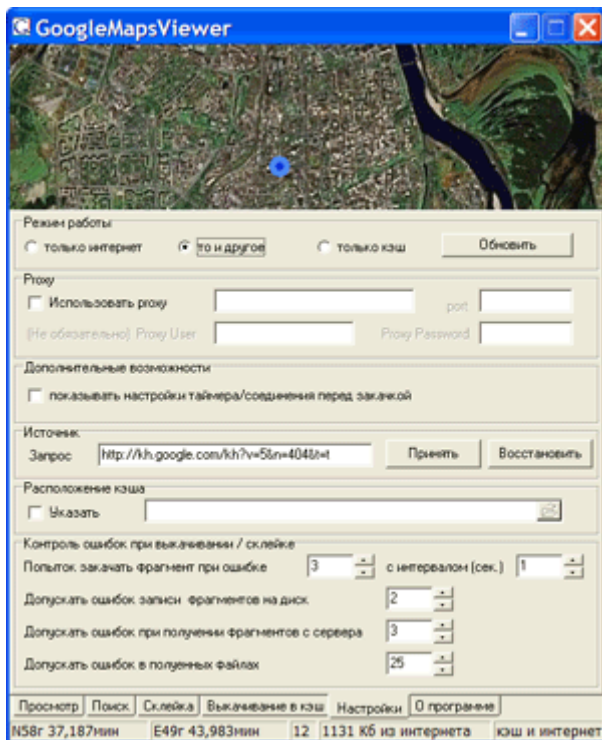 GoogleMapsViewer
Режим работы
только интернет то и другое только кэш Обновить
Proxy
Использовать proxy port
(Не обязательно) Proxy User Proxy Password
Дополнительные возможности
показывать настройки таймера/соединения перед закачкой
Источник
Запрос http://kh.google.com/kh?v=5&n=404&t=t Принять Восстановить
Расположение кэша
Указать
Контроль ошибок при выкачивании / склейке
Попыток закачать фрагмент при ошибке 3 с интервалом (сек.) 1
Допускать ошибок записи фрагментов на диск 2
Допускать ошибок при получении фрагментов с сервера 3
Допускать ошибок в полуенных файлах 25
Просмотр Поиск Склейка Выкачивание в кэш Настройки О программе
N58г 37,187мин E49г 43,983мин 12 1131 Кб из интернета кэш и интернет